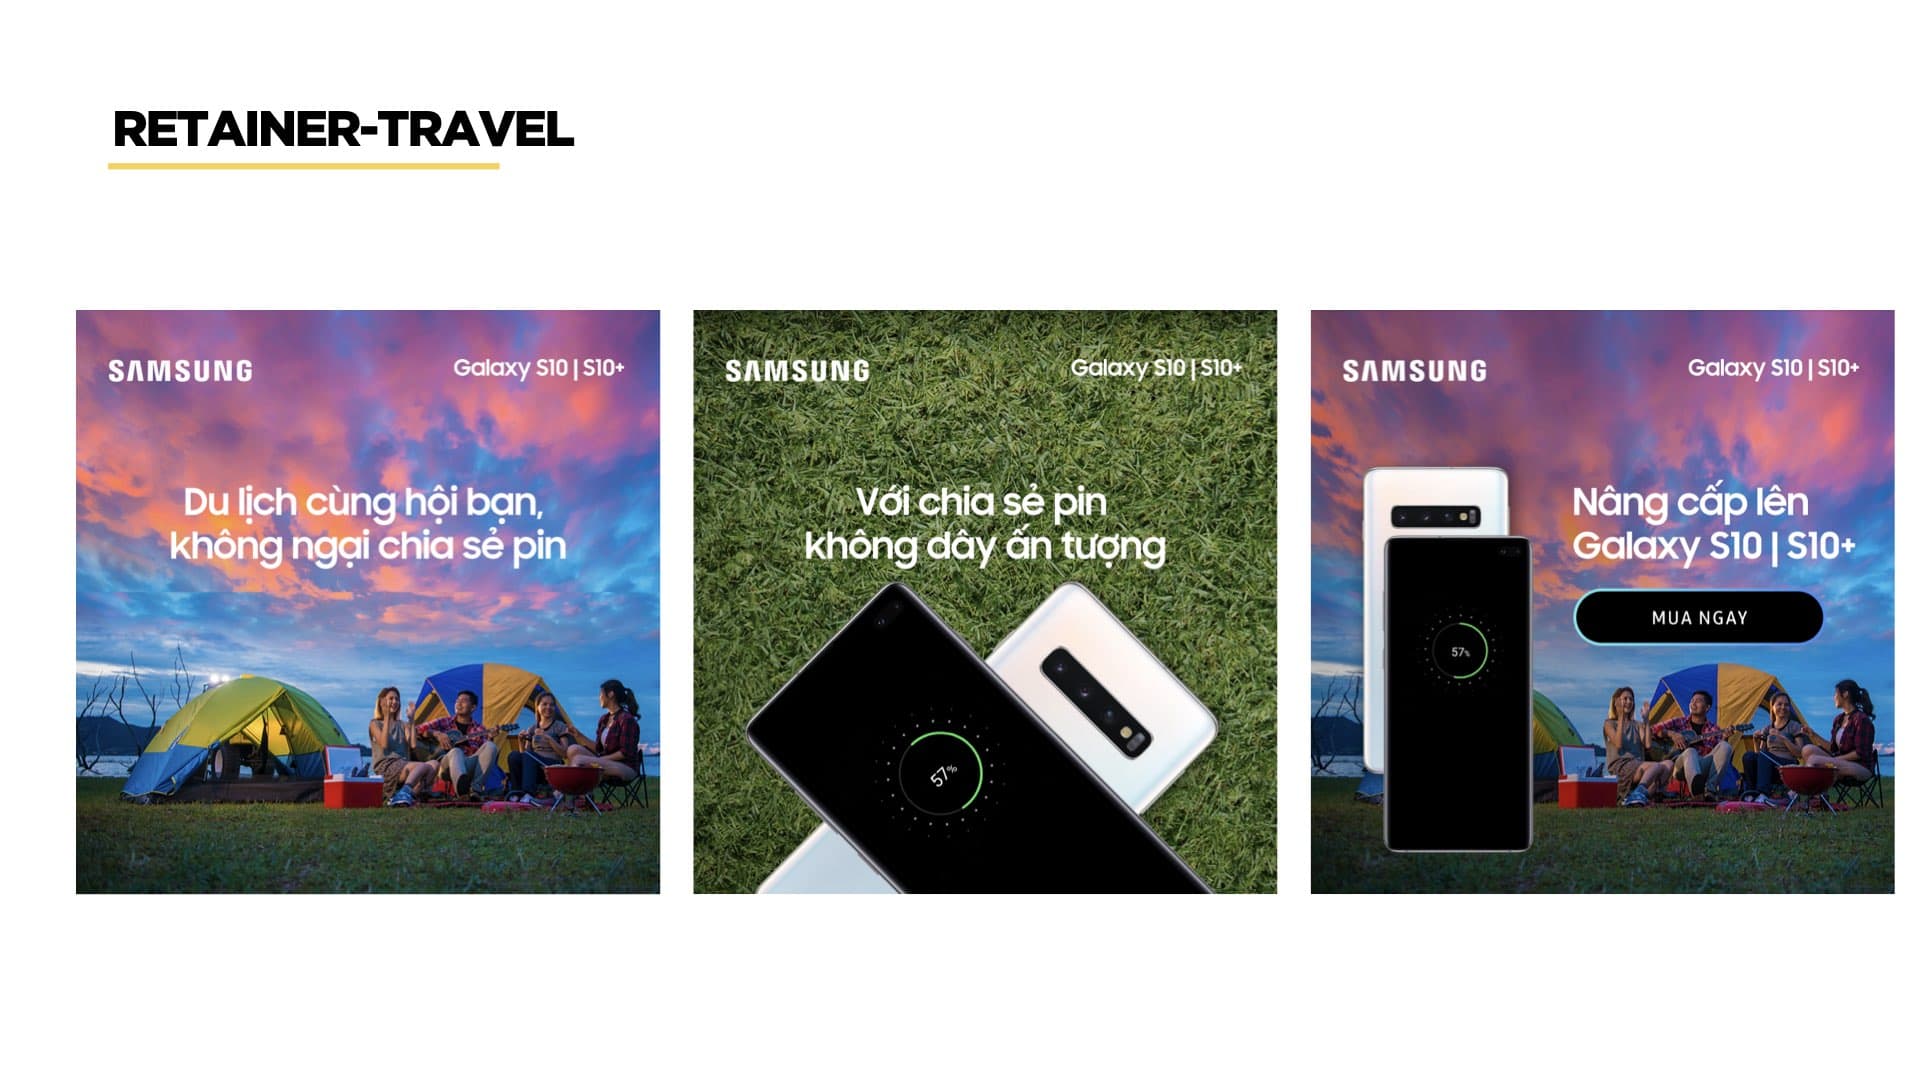 RETAINER-TRAVEL
SAMSUNG
Galaxy S10 | S10+
Du lịch cùng hội bạn,
không ngại chia sẻ pin
SAMSUNG
Galaxy S10 | S10+
Với chia sẻ pin
không dây ấn tượng
57%
SAMSUNG
Galaxy S10 | S10+
Nâng cấp lên
Galaxy S10 | S10+
MUA NGAY
57%